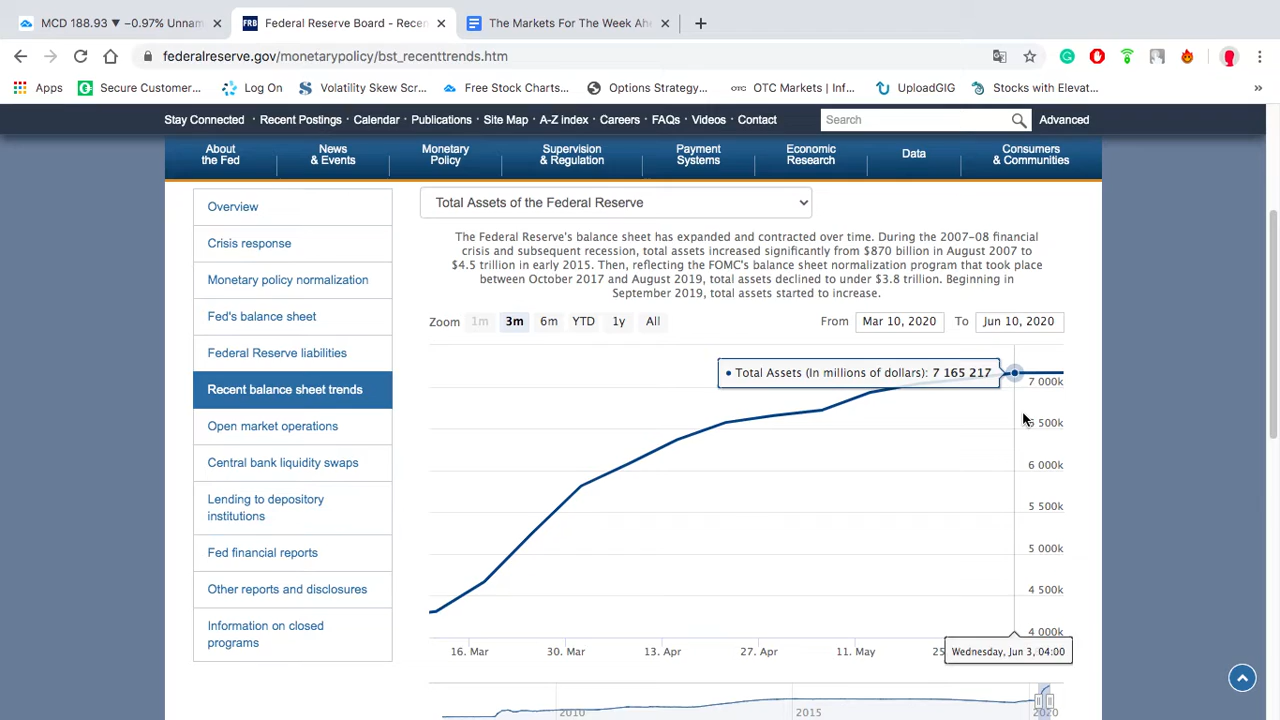 MCD 188.93 ▼ −0.97% Unnam
Federal Reserve Board - Recen
The Markets For The Week Ahe
federalreserve.gov/monetarypolicy/bst_recenttrends.htm
Apps
Secure Customer...
Log On
Volatility Skew Scr...
Free Stock Charts...
Options Strategy...
OTC Markets | Inf...
UploadGIG
Stocks with Elevat...
»
Stay Connected
Recent Postings
Calendar
Publications
Site Map
A-Z index
Careers
FAQs
Videos
Contact
Search
Advanced
About
the Fed
News
& Events
Monetary
Policy
Supervision
& Regulation
Payment
Systems
Economic
Research
Data
Consumers
& Communities
Overview
Crisis response
Monetary policy normalization
Fed's balance sheet
Federal Reserve liabilities
Recent balance sheet trends
Open market operations
Central bank liquidity swaps
Lending to depository
institutions
Fed financial reports
Other reports and disclosures
Information on closed
programs
Total Assets of the Federal Reserve
The Federal Reserve's balance sheet has expanded and contracted over time. During the 2007-08 financial
crisis and subsequent recession, total assets increased significantly from $870 billion in August 2007 to
$4.5 trillion in early 2015. Then, reflecting the FOMC's balance sheet normalization program that took place
between October 2017 and August 2019, total assets declined to under $3.8 trillion. Beginning in
September 2019, total assets started to increase.
Zoom 1m 3m 6m YTD 1y All
From Mar 10, 2020 To Jun 10, 2020
Total Assets (In millions of dollars): 7 165 217
7 000k
500k
6 000k
5 500k
5 000k
4 500k
4 000k
16. Mar
30. Mar
13. Apr
27. Apr
11. May
25
Wednesday, Jun 3, 04:00
2010
2015
2020